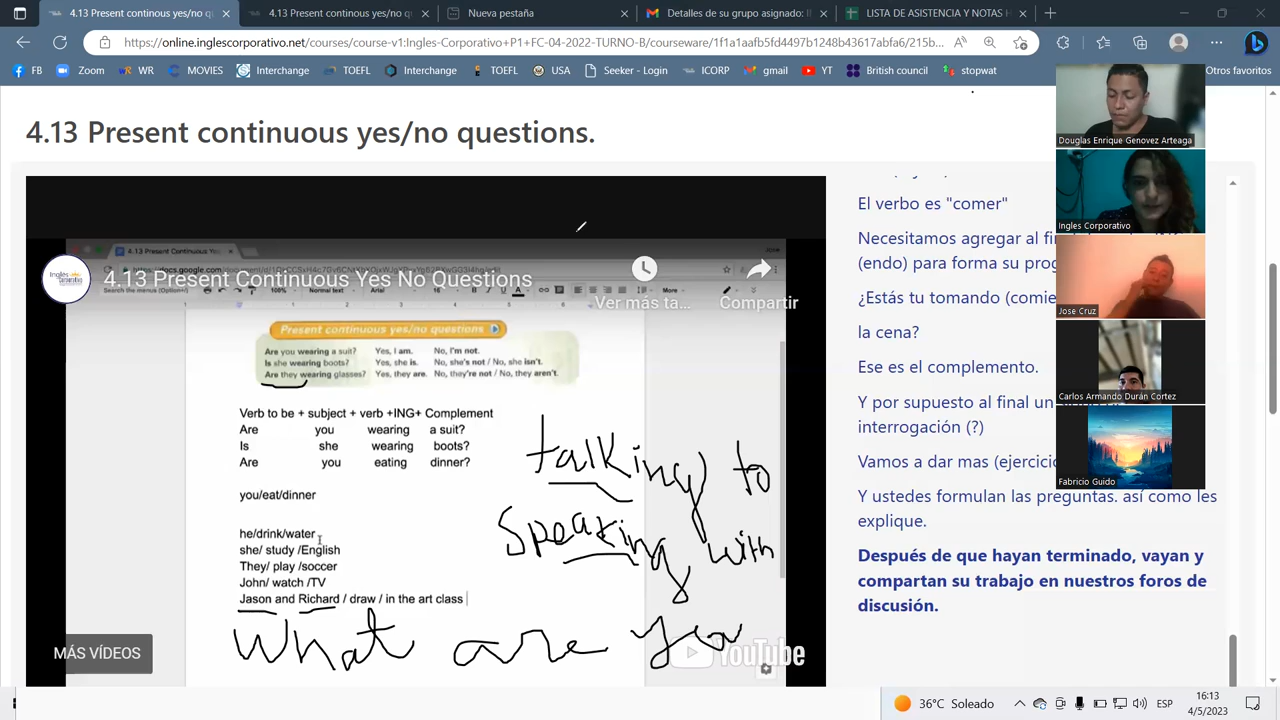 4.13 Present continuous yes/no ques
4.13 Present continuous yes/no que
Nueva pestaña
Detalles de su grupo asignado: I
LISTA DE ASISTENCIA Y NOTAS H
https://online.inglescorporativo.net/courses/course-v1:Ingles-Corporativo+P1+FC-04-2022-TURNO-B/courseware/1f1a1aafb5fd4497b1248b43617abfa6/215b...
FB
Zoom
WR
MOVIES
Interchange
TOEFL
Interchange
TOEFL
USA
Seeker - Login
ICORP
gmail
YT
British council
stopwat
Otros favoritos
4.13 Present continuous yes/no questions.
4.13 Present Continuous Yes No Questions
Ver más ta...
Compartir
Present continuous yes/no questions
Are you wearing a suit? Yes, I am. No, I'm not.
Is she wearing boots? Yes, she is. No, she's not / No, she isn't.
Are they wearing glasses? Yes, they are. No, they're not / No, they aren't.
Verb to be + subject + verb +ING+ Complement
Are you wearing a suit?
Is she wearing boots?
Are you eating dinner?
you/eat/dinner
he/drink/water
she/ study /English
They/ play /soccer
John/ watch /TV
Jason and Richard / draw / in the art class
talking to
speaking with
What are you
MÁS VÍDEOS
YouTube
El verbo es "comer"
Necesitamos agregar al fi
(endo) para forma su prog
¿Estás tu tomando (comie
la cena?
Ese es el complemento.
Y por supuesto al final un
interrogación (?)
Vamos a dar mas (ejercici
Y ustedes formulan las preguntas. así como les
explique.
Después de que hayan terminado, vayan y
compartan su trabajo en nuestros foros de
discusión.
Douglas Enrique Genovez Arteaga
Ingles Corporativo
Jose Cruz
Carlos Armando Durán Cortez
Fabricio Guido
36°C Soleado
ESP
16:13
4/5/2023